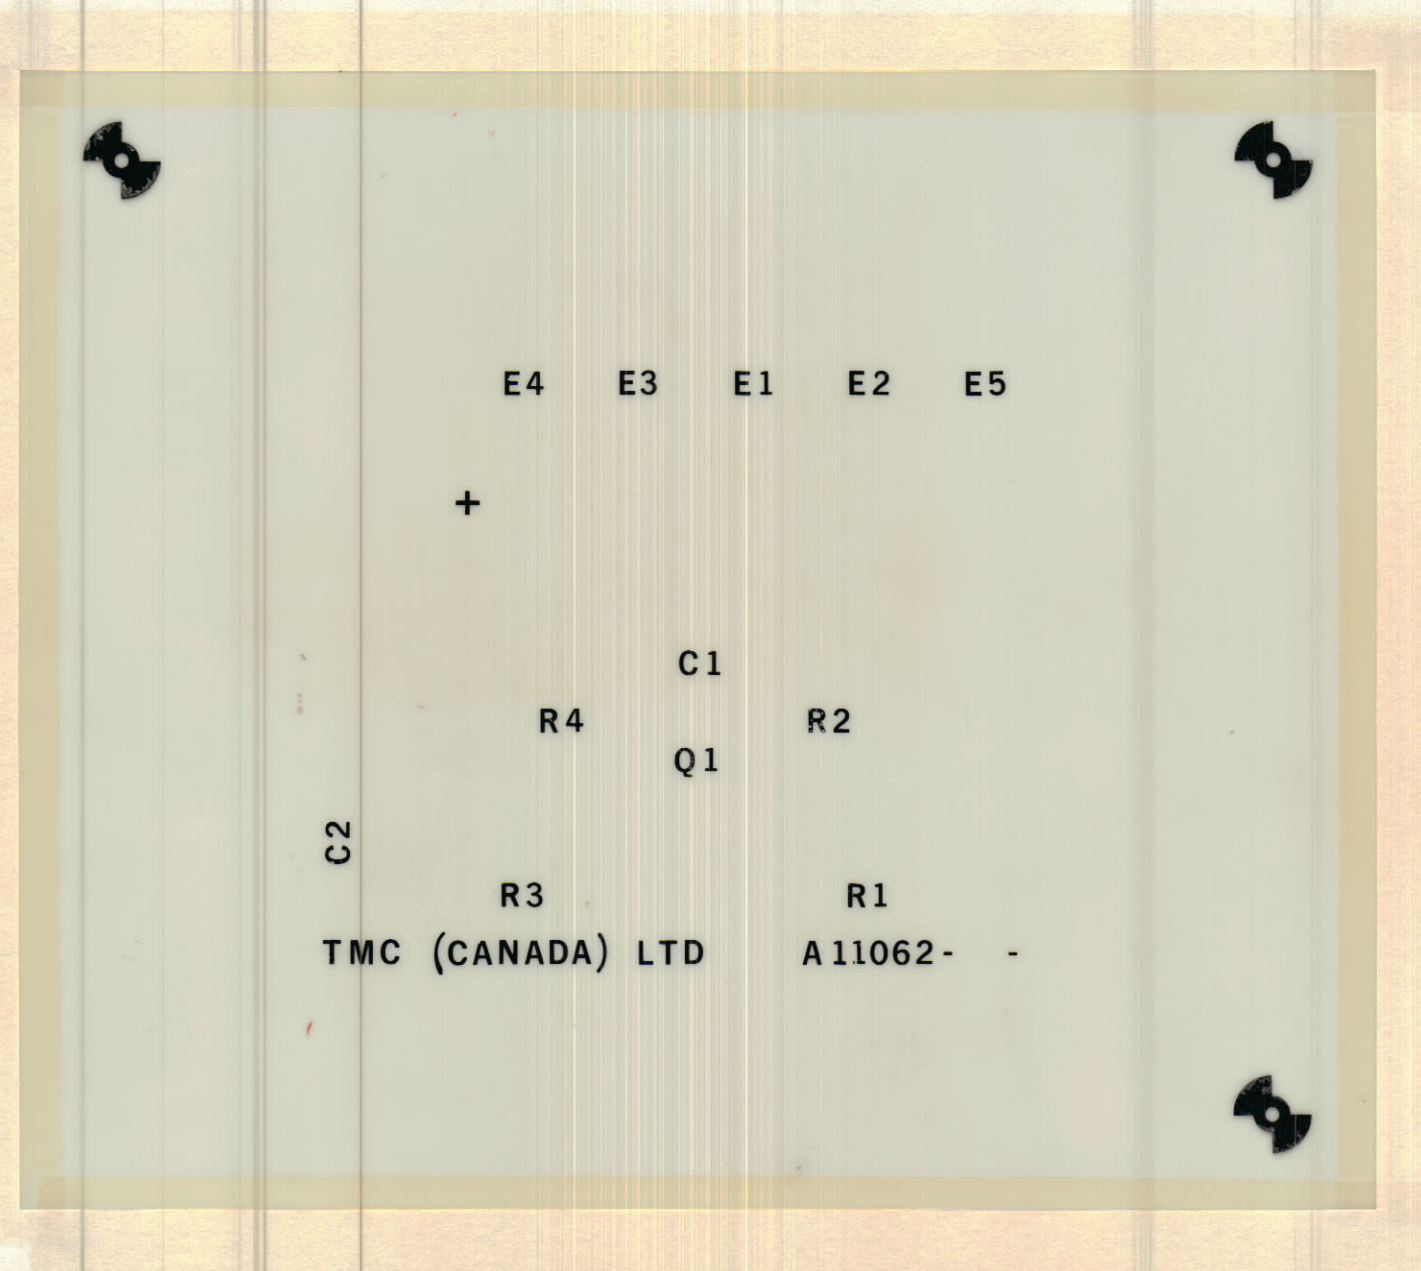 E4 E3 E1 E2 E5
+
C1
R4 R2
Q1
C2
R3 R1
TMC (CANADA) LTD A11062- -